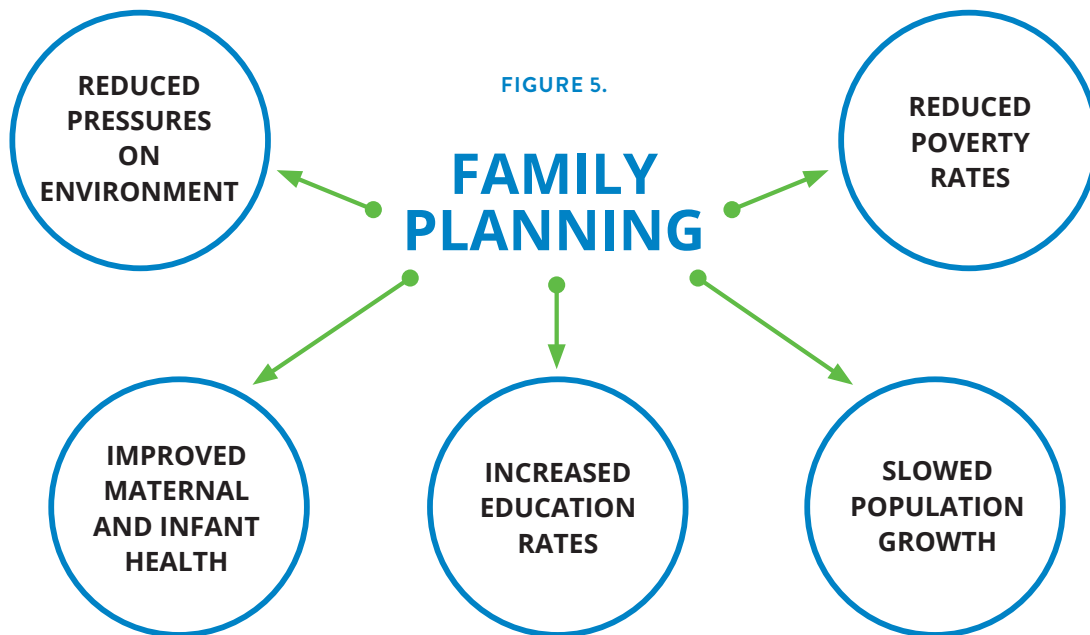 FIGURE 5.
FAMILY
PLANNING
REDUCED
PRESSURES
ON
ENVIRONMENT
REDUCED
POVERTY
RATES
IMPROVED
MATERNAL
AND INFANT
HEALTH
INCREASED
EDUCATION
RATES
SLOWED
POPULATION
GROWTH